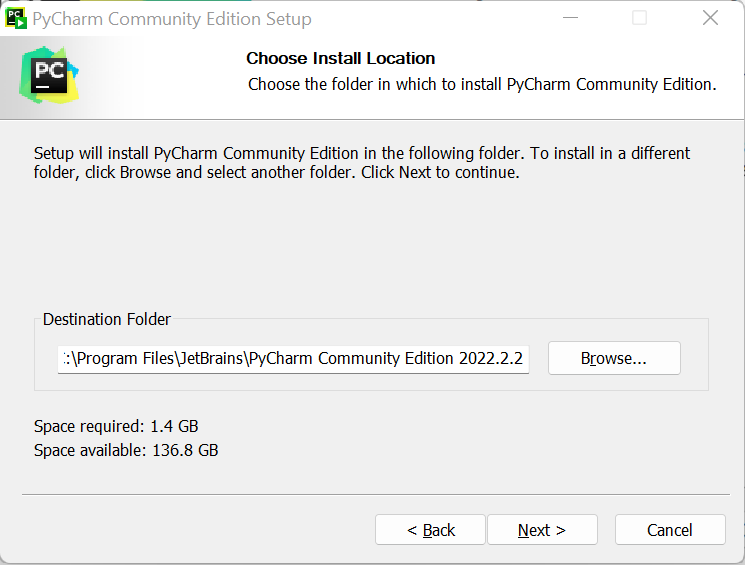 PyCharm Community Edition Setup
PC
Choose Install Location
Choose the folder in which to install PyCharm Community Edition.
Setup will install PyCharm Community Edition in the following folder. To install in a different
folder, click Browse and select another folder. Click Next to continue.
Destination Folder
:\Program Files\JetBrains\PyCharm Community Edition 2022.2.2
Browse...
Space required: 1.4 GB
Space available: 136.8 GB
< Back
Next >
Cancel